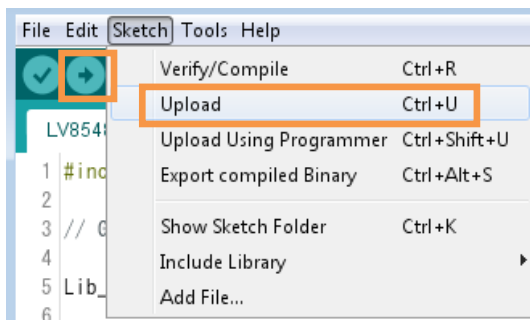 File Edit Sketch Tools Help
Verify/Compile Ctrl+R
Upload Ctrl+U
Upload Using Programmer Ctrl+Shift+U
Export compiled Binary Ctrl+Alt+S
Show Sketch Folder Ctrl+K
Include Library
Add File...
LV8548
1 #inc
2
3 //
4
5 Lib_
6